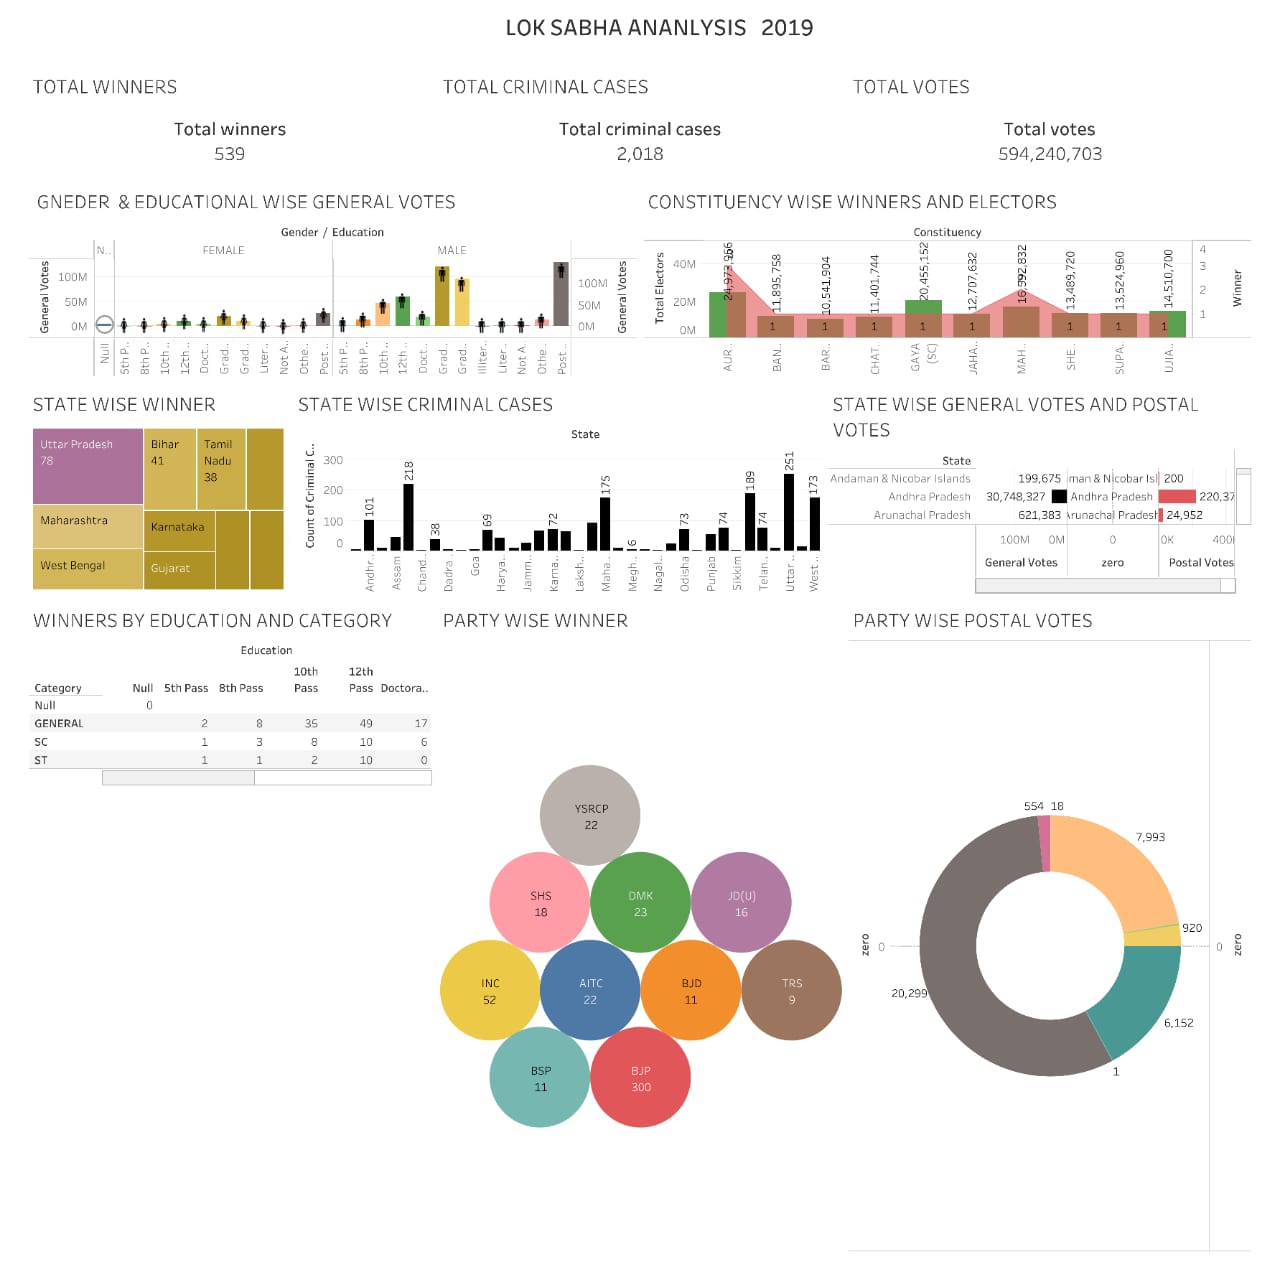 LOK SABHA ANANLYSIS 2019
TOTAL WINNERS
Total winners
539
TOTAL CRIMINAL CASES
Total criminal cases
2,018
TOTAL VOTES
Total votes
594,240,703
GNEDER & EDUCATIONAL WISE GENERAL VOTES
Gender / Education
N..
FEMALE
MALE
General Votes
100M
50M
0M
100M
50M
0M
General Votes
Null
5th P..
8th P..
10th ..
12th ..
Doct..
Grad..
Grad..
Liter..
Not A..
Othe..
Post ..
5th P..
8th P..
10th ..
12th ..
Doct..
Grad..
Grad..
Illiter..
Liter..
Not A..
Othe..
Post ..
CONSTITUENCY WISE WINNERS AND ELECTORS
Constituency
Total Electors
40M
20M
0M
24,973,966
11,895,758
10,541,904
11,401,744
20,455,152
12,707,632
16,992,832
13,489,720
13,524,960
14,510,700
1
1
1
1
1
1
1
1
1
4
3
2
1
Winner
AUR..
BAN..
BAR..
CHAT..
GAYA (SC)
JAHA..
MAH..
SHE..
SUPA..
UJIA..
STATE WISE WINNER
Uttar Pradesh
78
Bihar
41
Tamil
Nadu
38
Maharashtra
West Bengal
Karnataka
Gujarat
STATE WISE CRIMINAL CASES
State
Count of Criminal C..
300
200
100
0
101
218
38
69
72
175
6
73
74
189
74
251
173
Andhr..
Assam
Chand..
Dadra..
Goa
Harya..
Jamm..
Karna..
Laksh..
Maha..
Megh..
Nagal..
Odisha
Punjab
Sikkim
Telan..
Uttar ..
West ..
STATE WISE GENERAL VOTES AND POSTAL
VOTES
State
Andaman & Nicobar Islands
199,675
man & Nicobar Isl
200
Andhra Pradesh
30,748,327
Andhra Pradesh
220,37
Arunachal Pradesh
621,383
Arunachal Pradesh
24,952
100M 0M 0 0K 400
General Votes zero Postal Votes
WINNERS BY EDUCATION AND CATEGORY
Education
Category Null 5th Pass 8th Pass 10th Pass 12th Pass Doctora..
Null 0
GENERAL 2 8 35 49 17
SC 1 3 8 10 6
ST 1 1 2 10 0
PARTY WISE WINNER
YSRCP
22
SHS
18
DMK
23
JD(U)
16
INC
52
AITC
22
BJD
11
TRS
9
BSP
11
BJP
300
PARTY WISE POSTAL VOTES
554 18
7,993
920
zero 0
0 zero
20,299
6,152
1